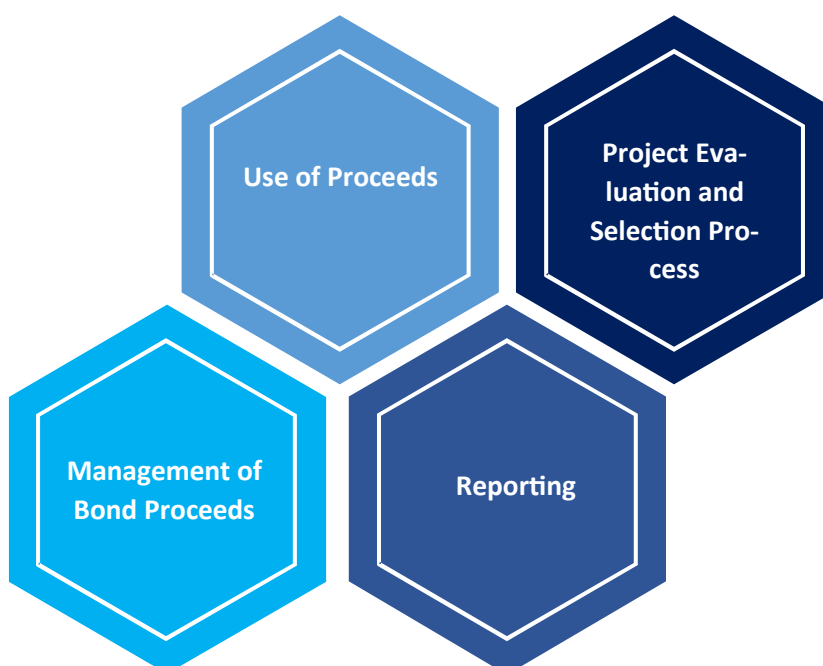 Use of Proceeds
Project Eva-
luation and
Selection Pro-
cess
Management of
Bond Proceeds
Reporting